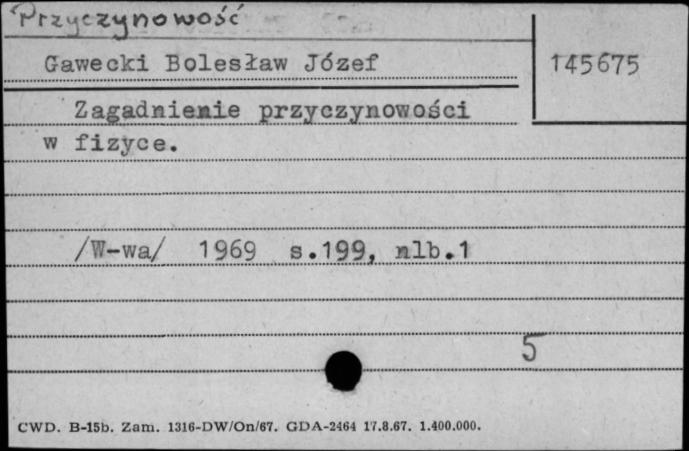 Przyczynowość
Gawecki Bolesław Józef
145675
Zagadnienie przyczynowości
w fizyce.
/W-wa/ 1969 s.199, nlb.1
5
CWD. B-15b. Zam. 1316-DW/On/67. GDA-2464 17.8.67. 1.400.000.